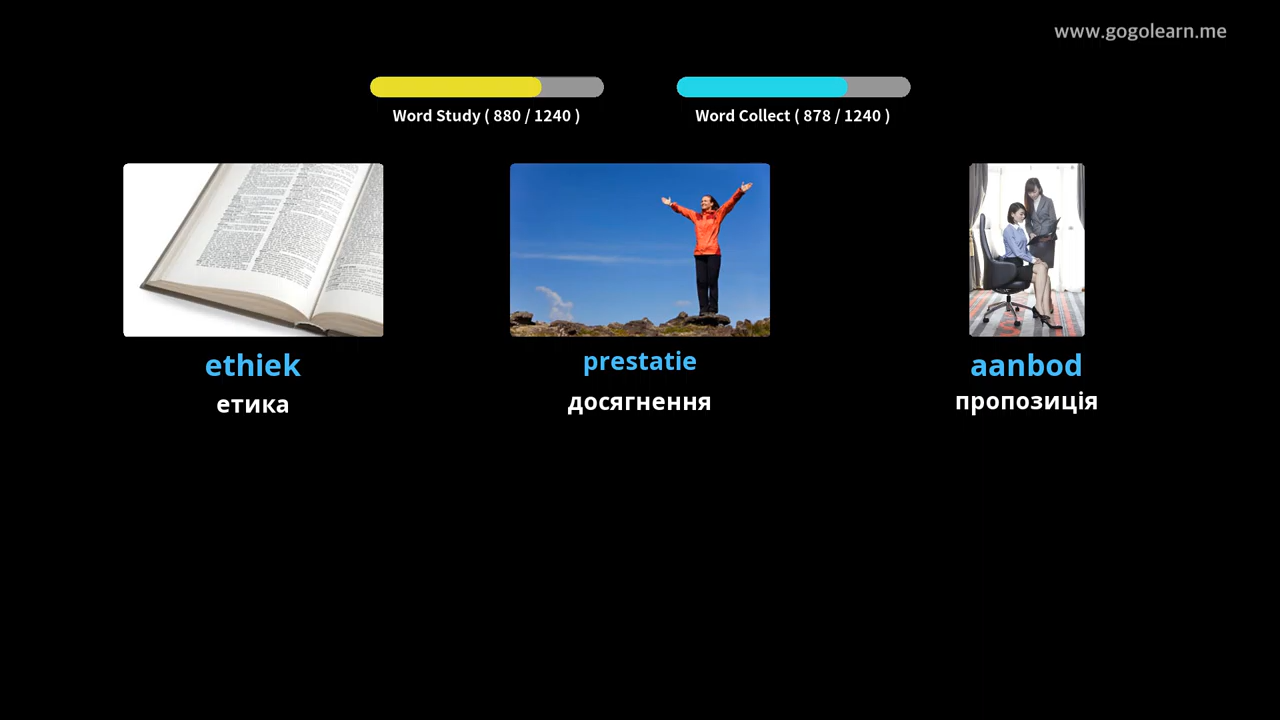 www.gogolearn.me
Word Study ( 880 / 1240 )
Word Collect ( 878 / 1240 )
ethiek
prestatie
aanbod
етика
досягнення
пропозиція